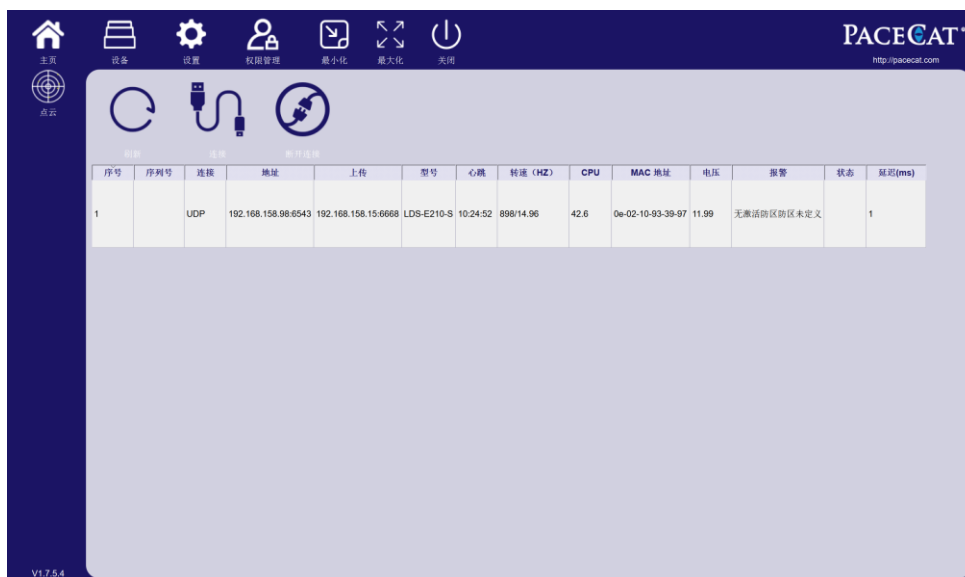 主页 设备 设置 权限管理 最小化 最大化 关闭
PACECAT
http://pacecat.com
点云
刷新 连接 断开连接
序号 序列号 连接 地址 上传 型号 心跳 转速（HZ） CPU MAC 地址 电压 报警 状态 延迟(ms)
1 UDP 192.168.158.98:6543 192.168.158.15:6668 LDS-E210-S 10:24:52 898/14.96 42.6 0e-02-10-93-39-97 11.99 无激活防区防区未定义 1
V1.7.5.4